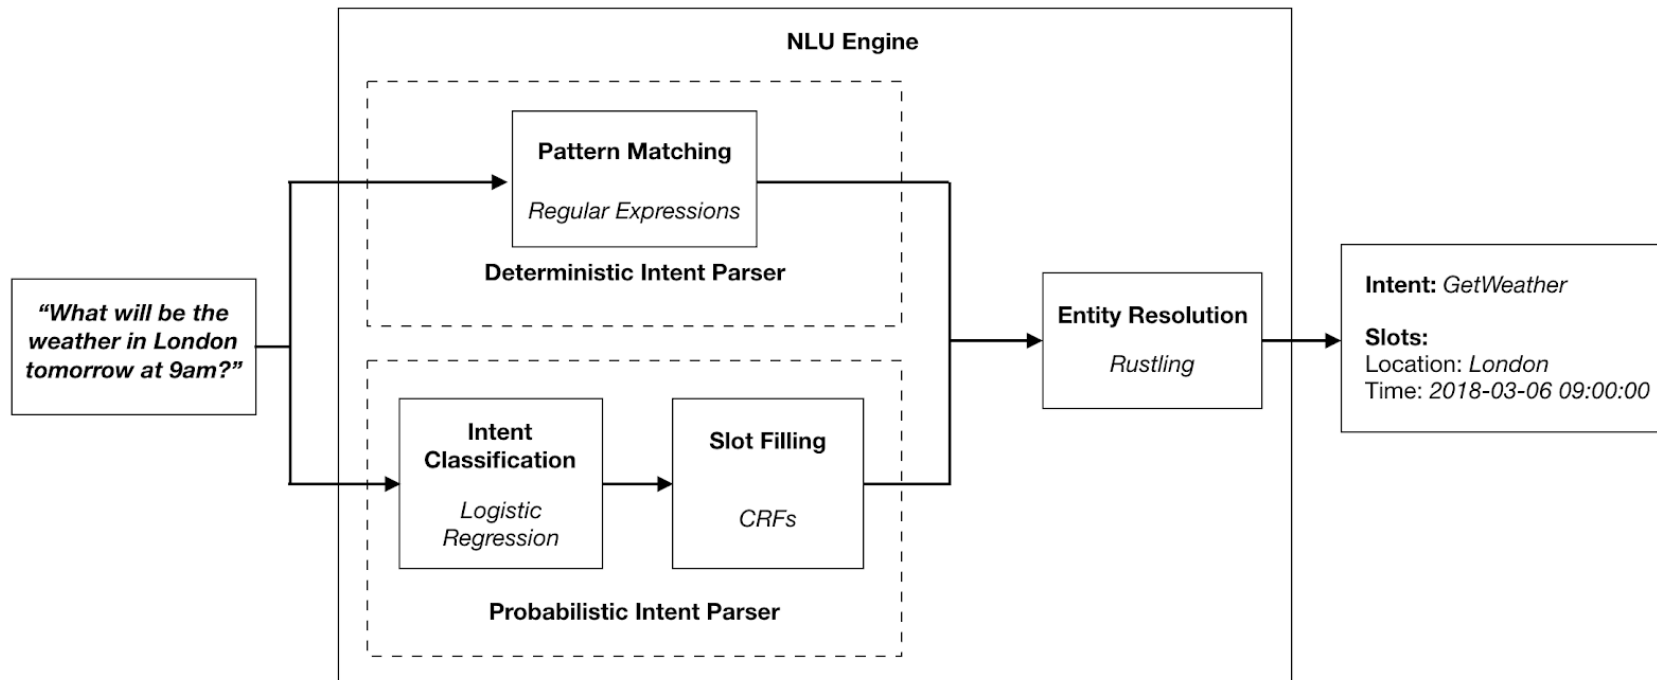 NLU Engine
Pattern Matching
Regular Expressions
Deterministic Intent Parser
“What will be the
weather in London
tomorrow at 9am?”
Intent
Classification
Logistic
Regression
Slot Filling
CRFs
Probabilistic Intent Parser
Entity Resolution
Rustling
Intent: GetWeather
Slots:
Location: London
Time: 2018-03-06 09:00:00